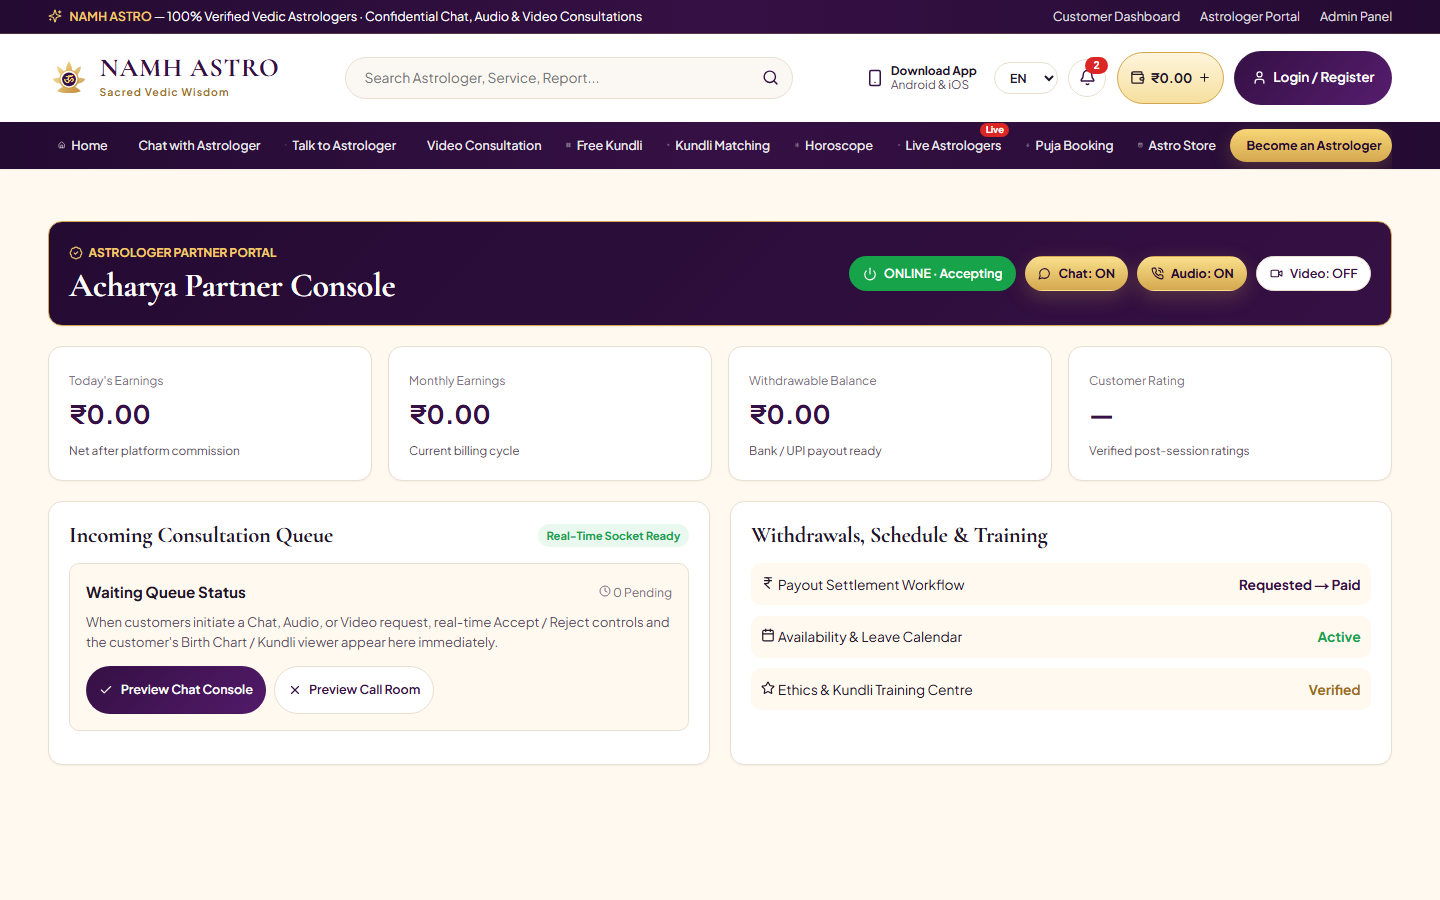 NAMH ASTRO — 100% Verified Vedic Astrologers · Confidential Chat, Audio & Video Consultations
Customer Dashboard Astrologer Portal Admin Panel
NAMH ASTRO
Sacred Vedic Wisdom
Search Astrologer, Service, Report...
Download App
Android & iOS
EN
2
₹0.00 +
Login / Register
Home Chat with Astrologer Talk to Astrologer Video Consultation Free Kundli Kundli Matching Horoscope Live Astrologers Live Puja Booking Astro Store Become an Astrologer
ASTROLOGER PARTNER PORTAL
Acharya Partner Console
ONLINE · Accepting Chat: ON Audio: ON Video: OFF
Today's Earnings
₹0.00
Net after platform commission
Monthly Earnings
₹0.00
Current billing cycle
Withdrawable Balance
₹0.00
Bank / UPI payout ready
Customer Rating
—
Verified post-session ratings
Incoming Consultation Queue
Real-Time Socket Ready
Waiting Queue Status
0 Pending
When customers initiate a Chat, Audio, or Video request, real-time Accept / Reject controls and
the customer's Birth Chart / Kundli viewer appear here immediately.
Preview Chat Console Preview Call Room
Withdrawals, Schedule & Training
₹ Payout Settlement Workflow Requested → Paid
Availability & Leave Calendar Active
Ethics & Kundli Training Centre Verified